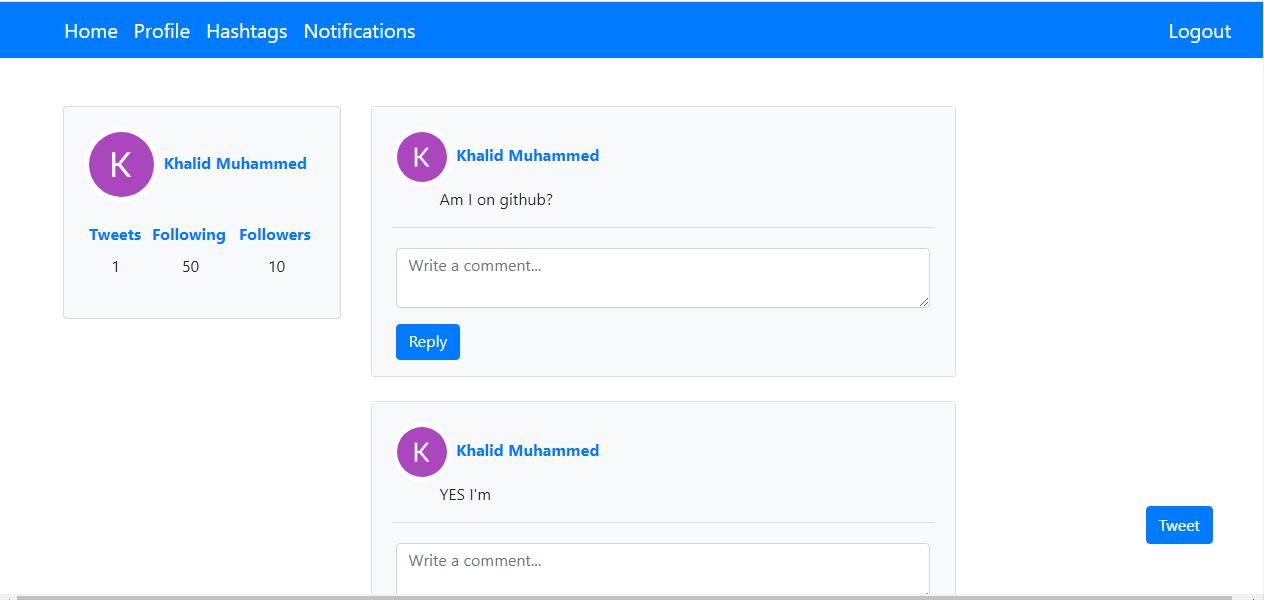 Home Profile Hashtags Notifications Logout
K Khalid Muhammed
Tweets Following Followers
1 50 10
K Khalid Muhammed
Am I on github?
Write a comment...
Reply
K Khalid Muhammed
YES I'm
Write a comment...
Tweet